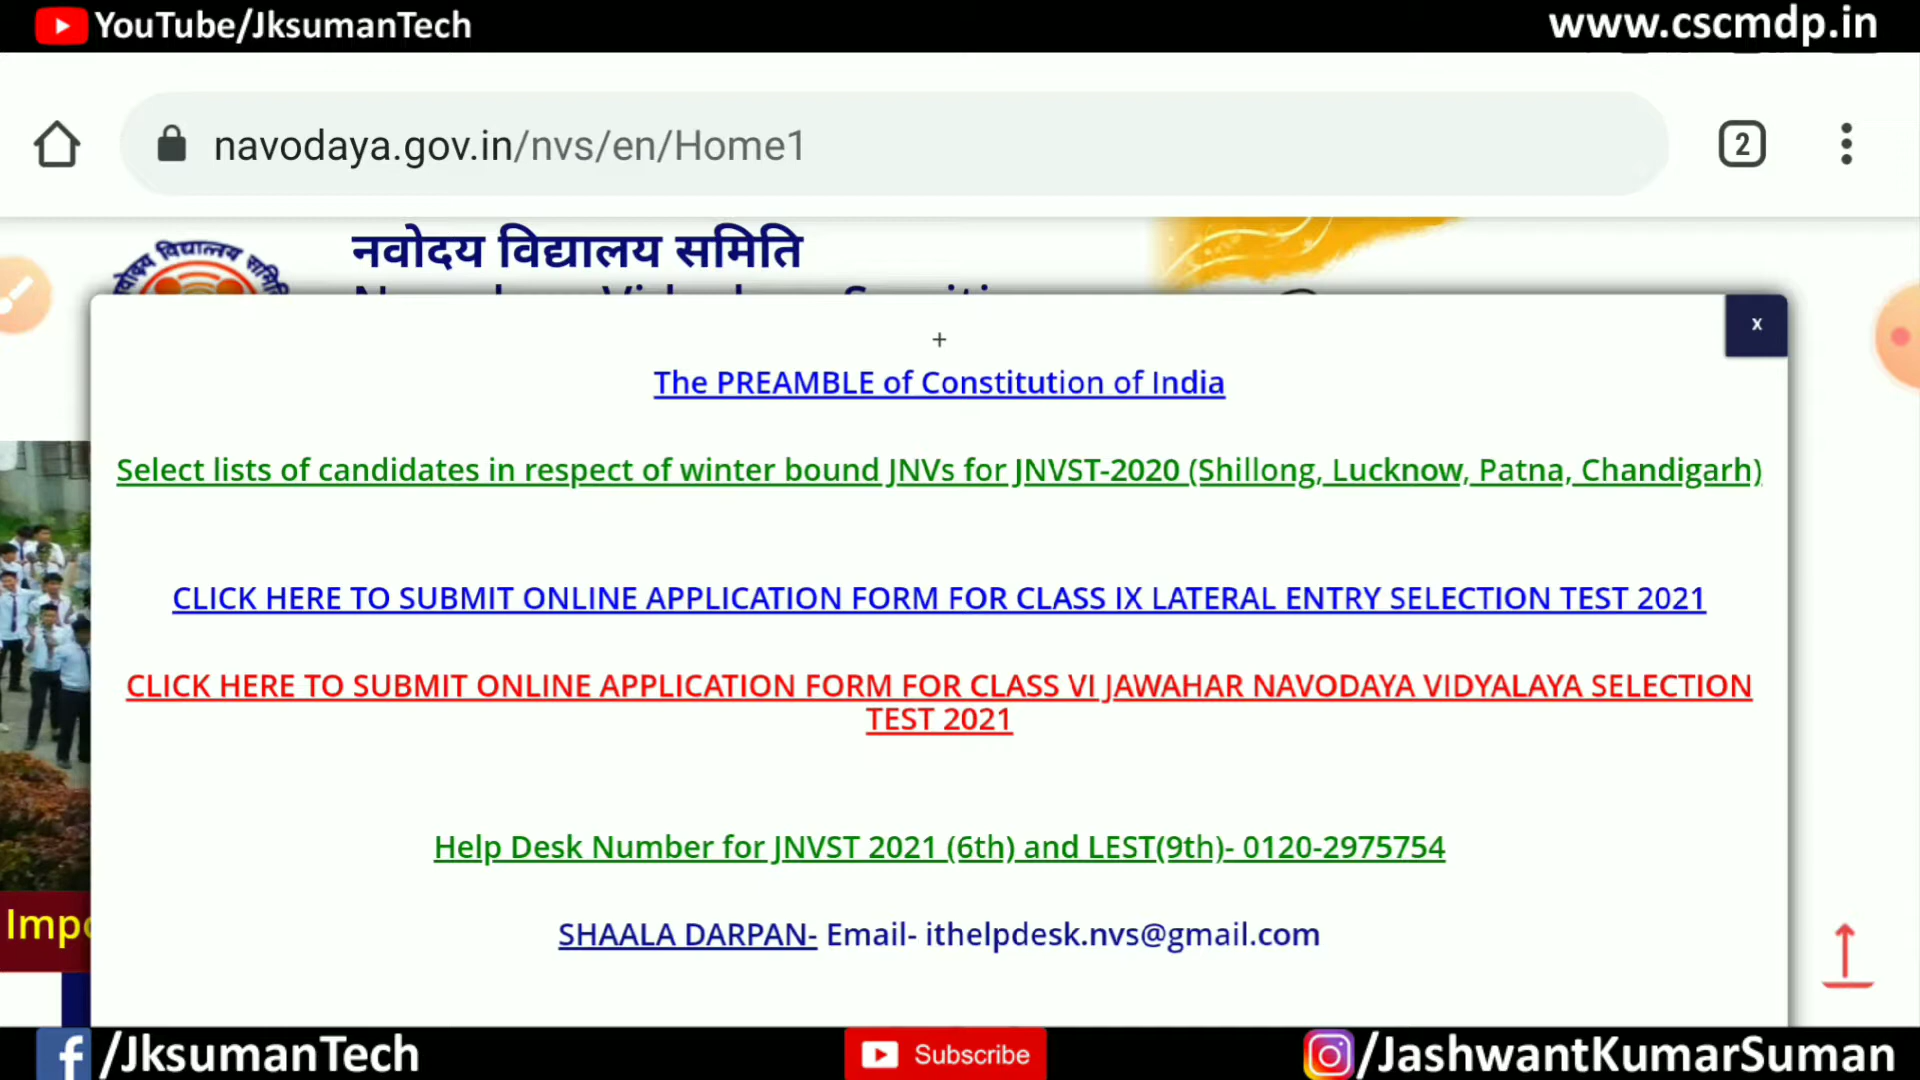 YouTube/JksumanTech
www.cscmdp.in
navodaya.gov.in/nvs/en/Home1
2
नवोदय विद्यालय समिति
x
+
The PREAMBLE of Constitution of India
Select lists of candidates in respect of winter bound JNVs for JNVST-2020 (Shillong, Lucknow, Patna, Chandigarh)
CLICK HERE TO SUBMIT ONLINE APPLICATION FORM FOR CLASS IX LATERAL ENTRY SELECTION TEST 2021
CLICK HERE TO SUBMIT ONLINE APPLICATION FORM FOR CLASS VI JAWAHAR NAVODAYA VIDYALAYA SELECTION
TEST 2021
Help Desk Number for JNVST 2021 (6th) and LEST(9th)- 0120-2975754
SHAALA DARPAN- Email- ithelpdesk.nvs@gmail.com
f/JksumanTech
Subscribe
/JashwantKumarSuman